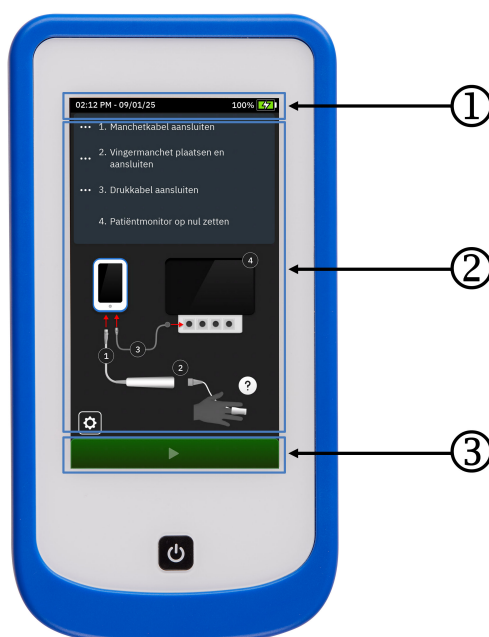 02:12 PM - 09/01/25 100%
1. Manchetkabel aansluiten
2. Vingermanchet plaatsen en
aansluiten
3. Drukkabel aansluiten
4. Patiëntmonitor op nul zetten
4
1
3
2
?
①
②
③